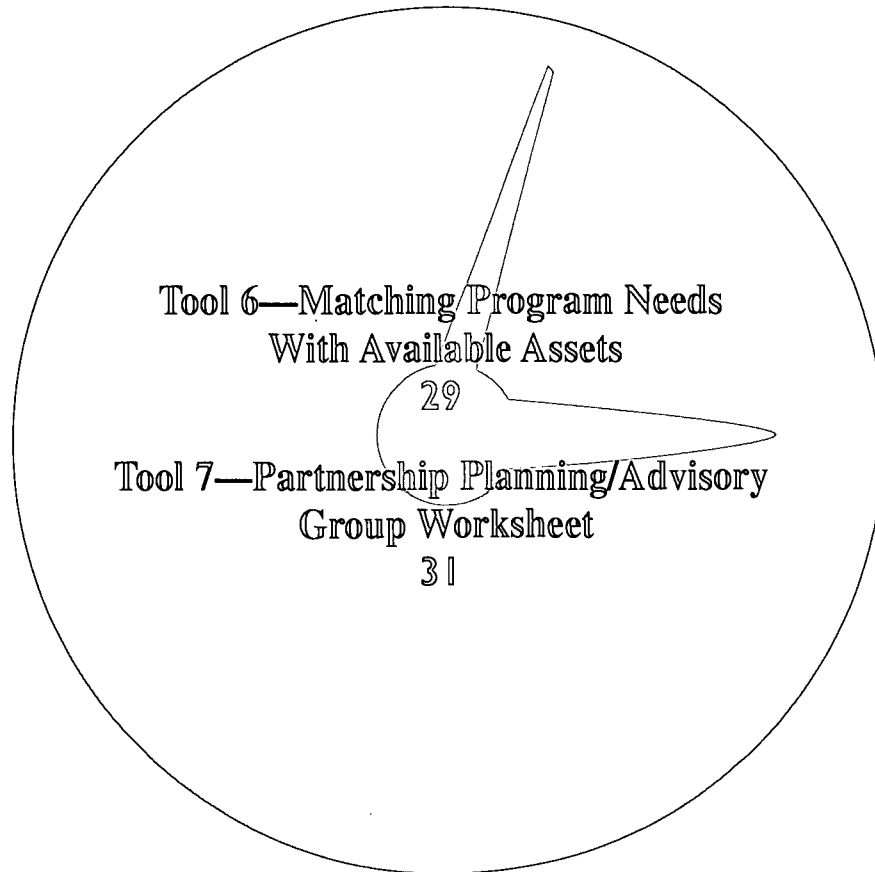 Tool 6—Matching Program Needs
With Available Assets
29
Tool 7—Partnership Planning/Advisory
Group Worksheet
31